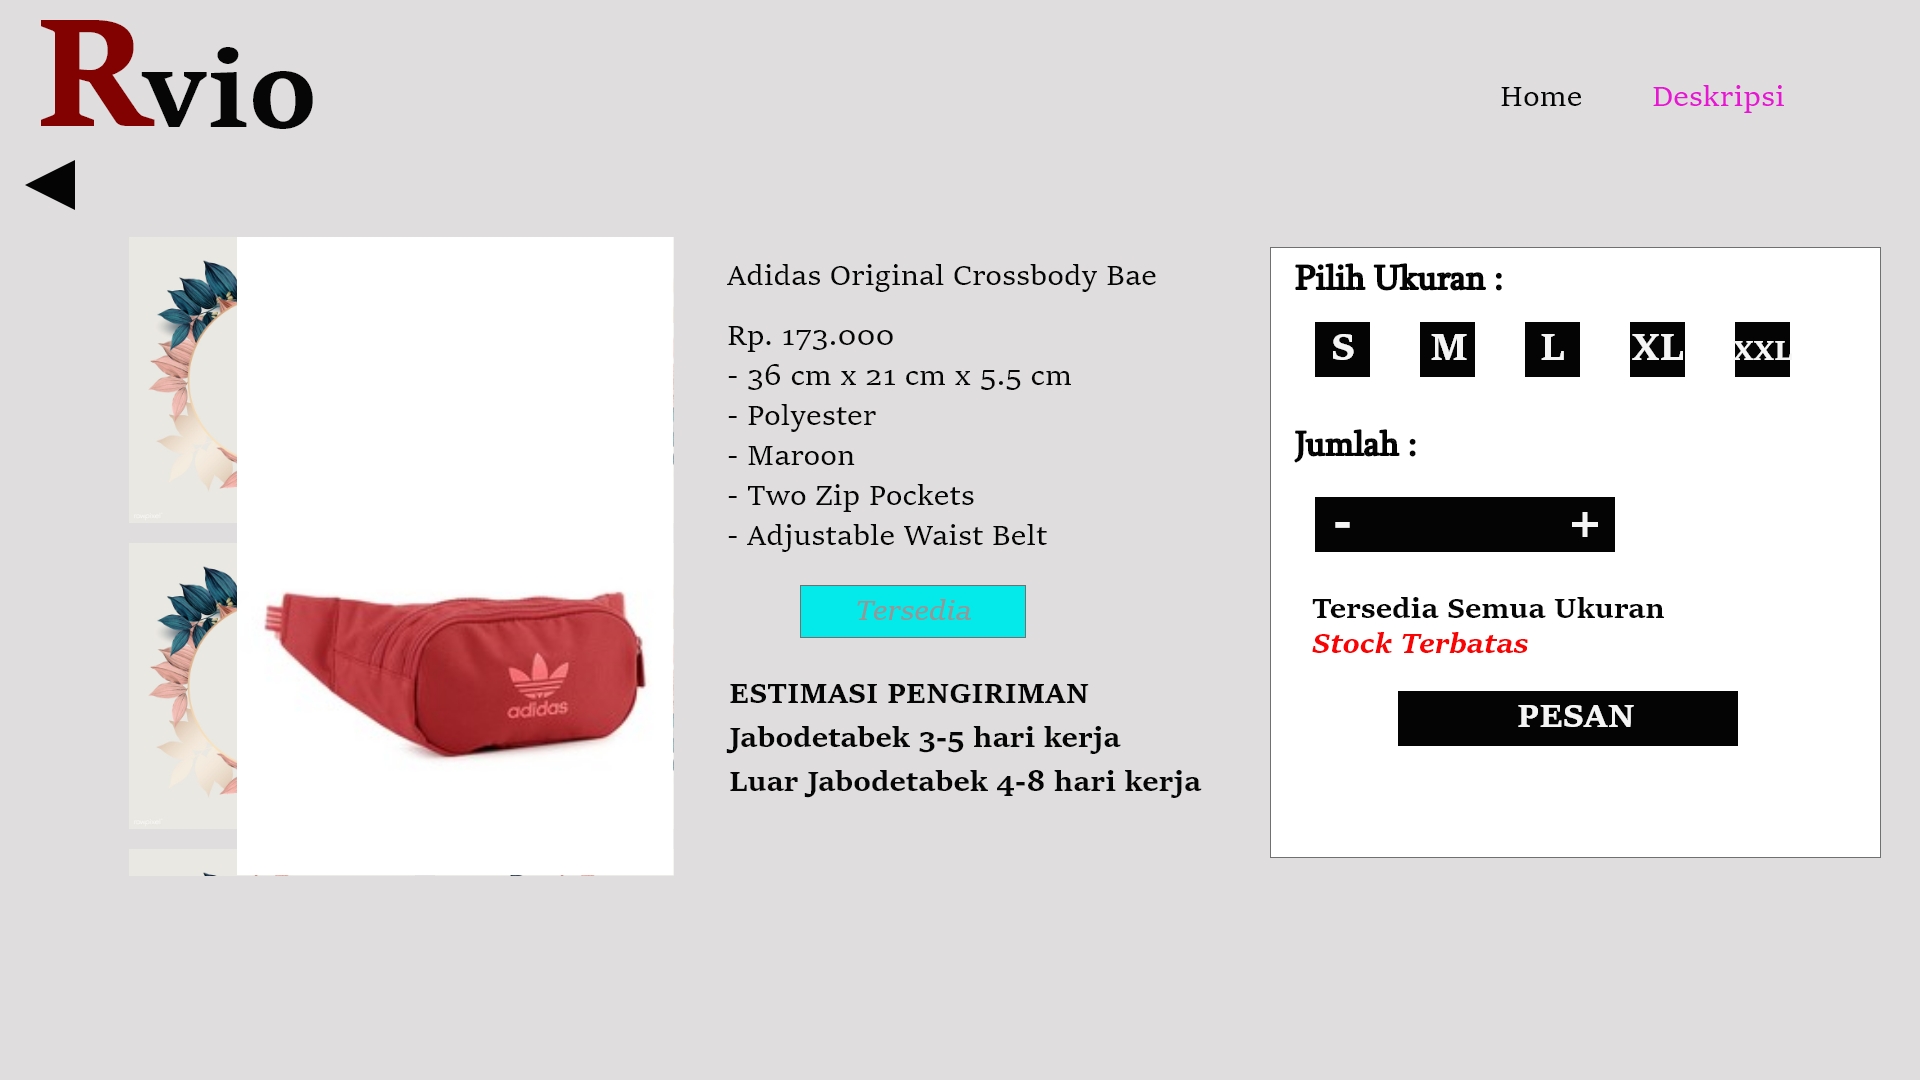 Rvio
Home
Deskripsi
Adidas Original Crossbody Bae
Rp. 173.000
- 36 cm x 21 cm x 5.5 cm
- Polyester
- Maroon
- Two Zip Pockets
- Adjustable Waist Belt
Tersedia
ESTIMASI PENGIRIMAN
Jabodetabek 3-5 hari kerja
Luar Jabodetabek 4-8 hari kerja
adidas
Pilih Ukuran :
S M L XL XXL
Jumlah :
- +
Tersedia Semua Ukuran
Stock Terbatas
PESAN